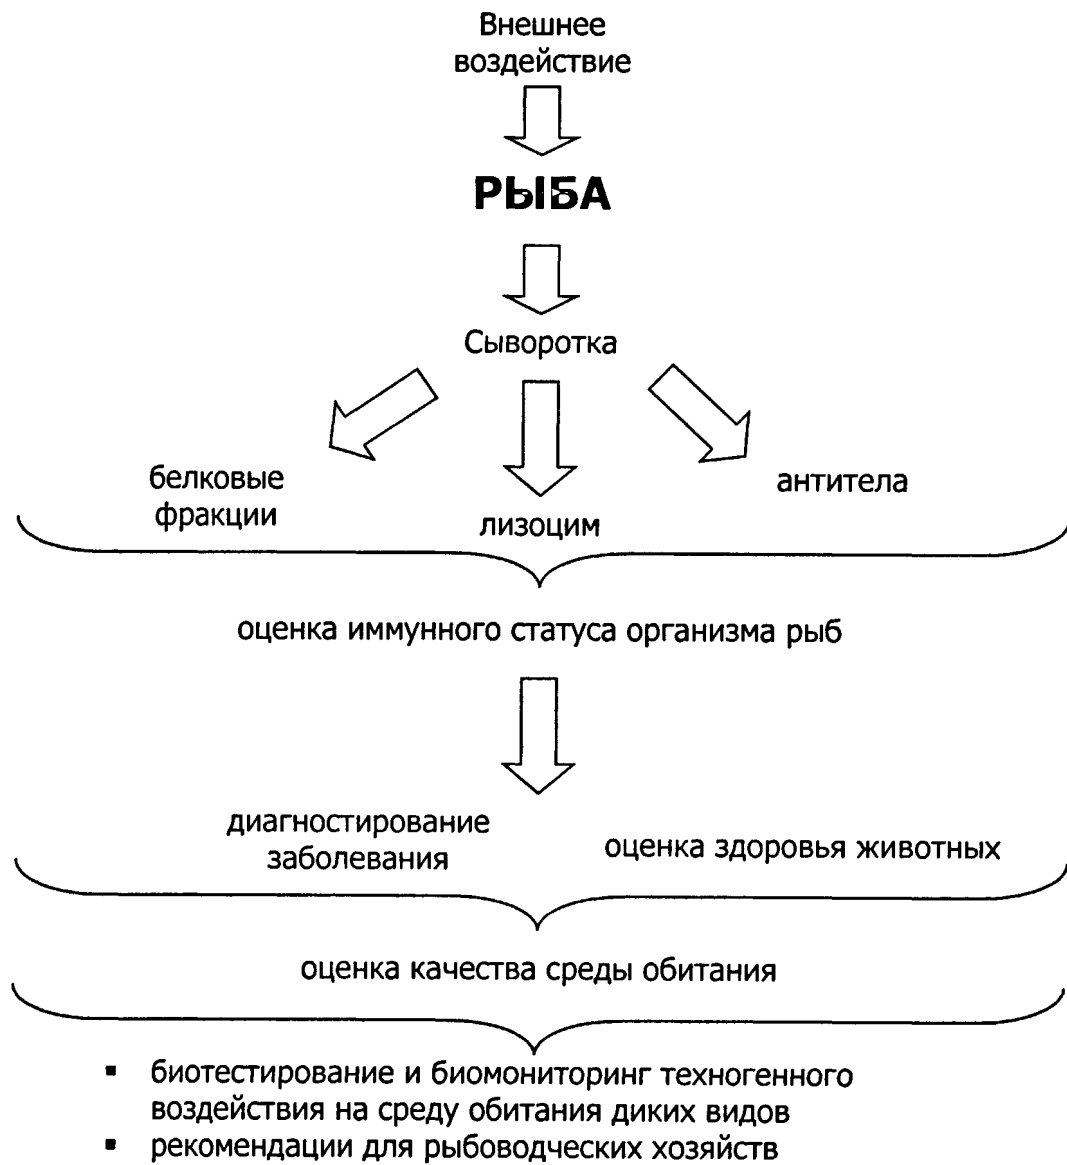 Внешнее
воздействие
РЫБА
Сыворотка
белковые
фракции
лизоцим
антитела
оценка иммунного статуса организма рыб
диагностирование
заболевания
оценка здоровья животных
оценка качества среды обитания
▪ биотестирование и биомониторинг техногенного
воздействия на среду обитания диких видов
▪ рекомендации для рыбоводческих хозяйств